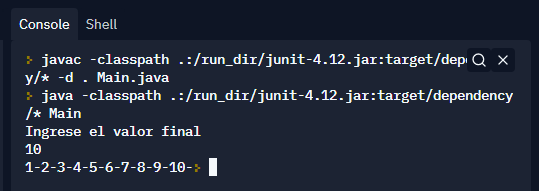 Console Shell
> javac -classpath .:/run_dir/junit-4.12.jar:target/dep
y/* -d . Main.java
> java -classpath .:/run_dir/junit-4.12.jar:target/dependency
/* Main
Ingrese el valor final
10
1-2-3-4-5-6-7-8-9-10->